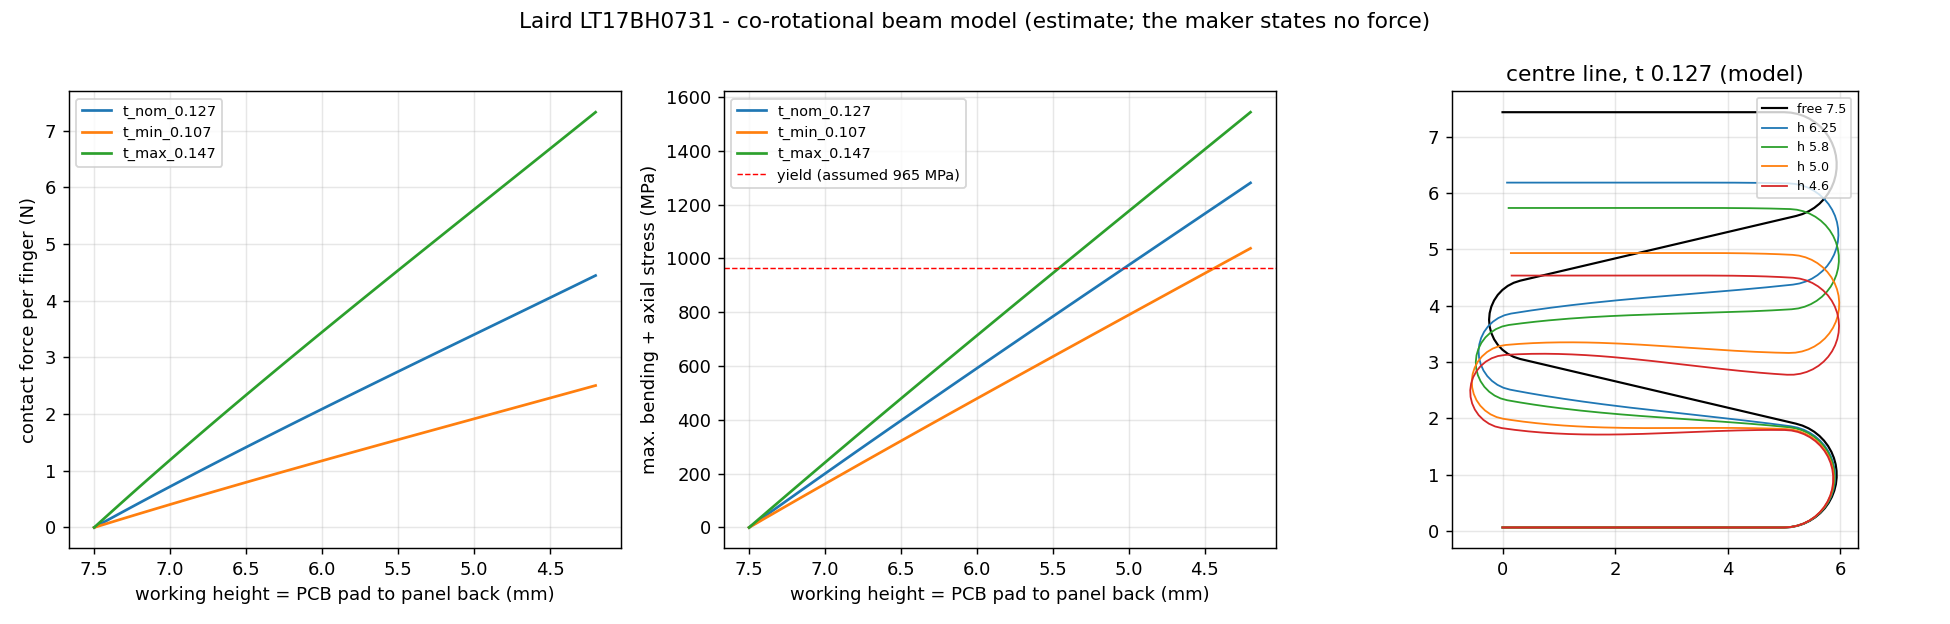 Laird LT17BH0731 - co-rotational beam model (estimate; the maker states no force)
contact force per finger (N)
7
6
5
4
3
2
1
0
t_nom_0.127
t_min_0.107
t_max_0.147
7.5 7.0 6.5 6.0 5.5 5.0 4.5
working height = PCB pad to panel back (mm)
max. bending + axial stress (MPa)
1600
1400
1200
1000
800
600
400
200
0
t_nom_0.127
t_min_0.107
t_max_0.147
yield (assumed 965 MPa)
7.5 7.0 6.5 6.0 5.5 5.0 4.5
working height = PCB pad to panel back (mm)
centre line, t 0.127 (model)
7
6
5
4
3
2
1
0
free 7.5
h 6.25
h 5.8
h 5.0
h 4.6
0 2 4 6